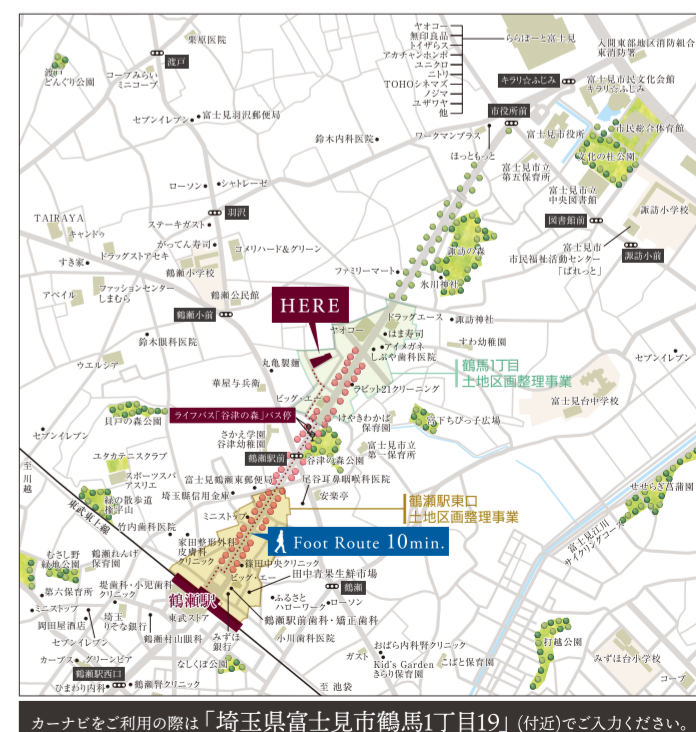 ヤオコー
無印良品
トイザらス
アカチャンホンポ
ユニクロ
ニトリ
TOHOシネマズ
ノジマ
ユザワヤ
他
ららぽーと富士見
入間東部地区消防組合
東消防署
栗原医院
渡戸
渡戸
どんぐり公園
コープみらい
ミニコープ
キラリ☆ふじみ
富士見市民文化会館
キラリ☆ふじみ
セブンイレブン
富士見羽沢郵便局
市役所前
鈴木内科医院
ワークマンプラス
富士見市役所
市民総合体育館
ほっともっと
文化の杜公園
富士見市立
第五保育所
ローソン
シャトレーゼ
富士見市立
中央図書館
TAIRAYA
キャンドゥ
ステーキガスト
羽沢
諏訪小学校
図書館前
すき家
ドラッグストアセキ
がってん寿司
コメリハード&グリーン
諏訪の森
富士見市
市民福祉活動センター
「ぱれっと」
諏訪小前
鶴瀬小学校
ファミリーマート
氷川神社
アベイル
ファッションセンター
しまむら
鶴瀬公民館
HERE
鶴瀬小前
ヤオコー
ドラッグエース
諏訪神社
はま寿司
アイメガネ
しぶや歯科医院
すわ幼稚園
鈴木眼科医院
丸亀製麺
セブンイレブン
ウエルシア
鶴馬1丁目
土地区画整理事業
華屋与兵衛
ビッグ・エー
ラビット21クリーニング
富士見台中学校
貝戸の森公園
ライフバス「谷津の森」バス停
けやきわかば
保育園
宮下ちびっ子広場
セブンイレブン
さかえ学園
谷津幼稚園
ユタカテニスクラブ
鶴瀬駅前
谷津の森公園
富士見市立
第一保育所
至川越
スポーツスパ
アスリエ
富士見鶴瀬東郵便局
尾谷耳鼻咽喉科医院
せせらぎ菖蒲園
埼玉縣信用金庫
安楽亭
鶴瀬駅東口
土地区画整理事業
緑の散歩道
権平山
東武東上線
ミニストップ
竹内歯科医院
富士見江川
サイクリングコース
家田整形外科
皮膚科
クリニック
Foot Route 10min.
むさし野
緑地公園
鶴瀬れんげ
保育園
篠田中央クリニック
ビッグ・エー
田中青果生鮮市場
第六保育所
堤歯科・小児歯科
クリニック
鶴瀬駅
鶴瀬
ふるさと
ハローワーク
ローソン
ミニストップ
東武ストア
岡田屋酒店
埼玉
りそな銀行
みずほ
銀行
鶴瀬駅前歯科・矯正歯科
打越公園
セブンイレブン
鶴瀬村山眼科
小川歯科医院
おばら内科腎クリニック
カーブス
グリーンピア
なしくぼ公園
ガスト
Kid's Garden
きらり保育園
こばと保育園
みずほ台小学校
鶴瀬駅西口
ひまわり内科
鶴瀬腎クリニック
至 池袋
コープ
カーナビをご利用の際は「埼玉県富士見市鶴馬1丁目19」(付近)でご入力ください。